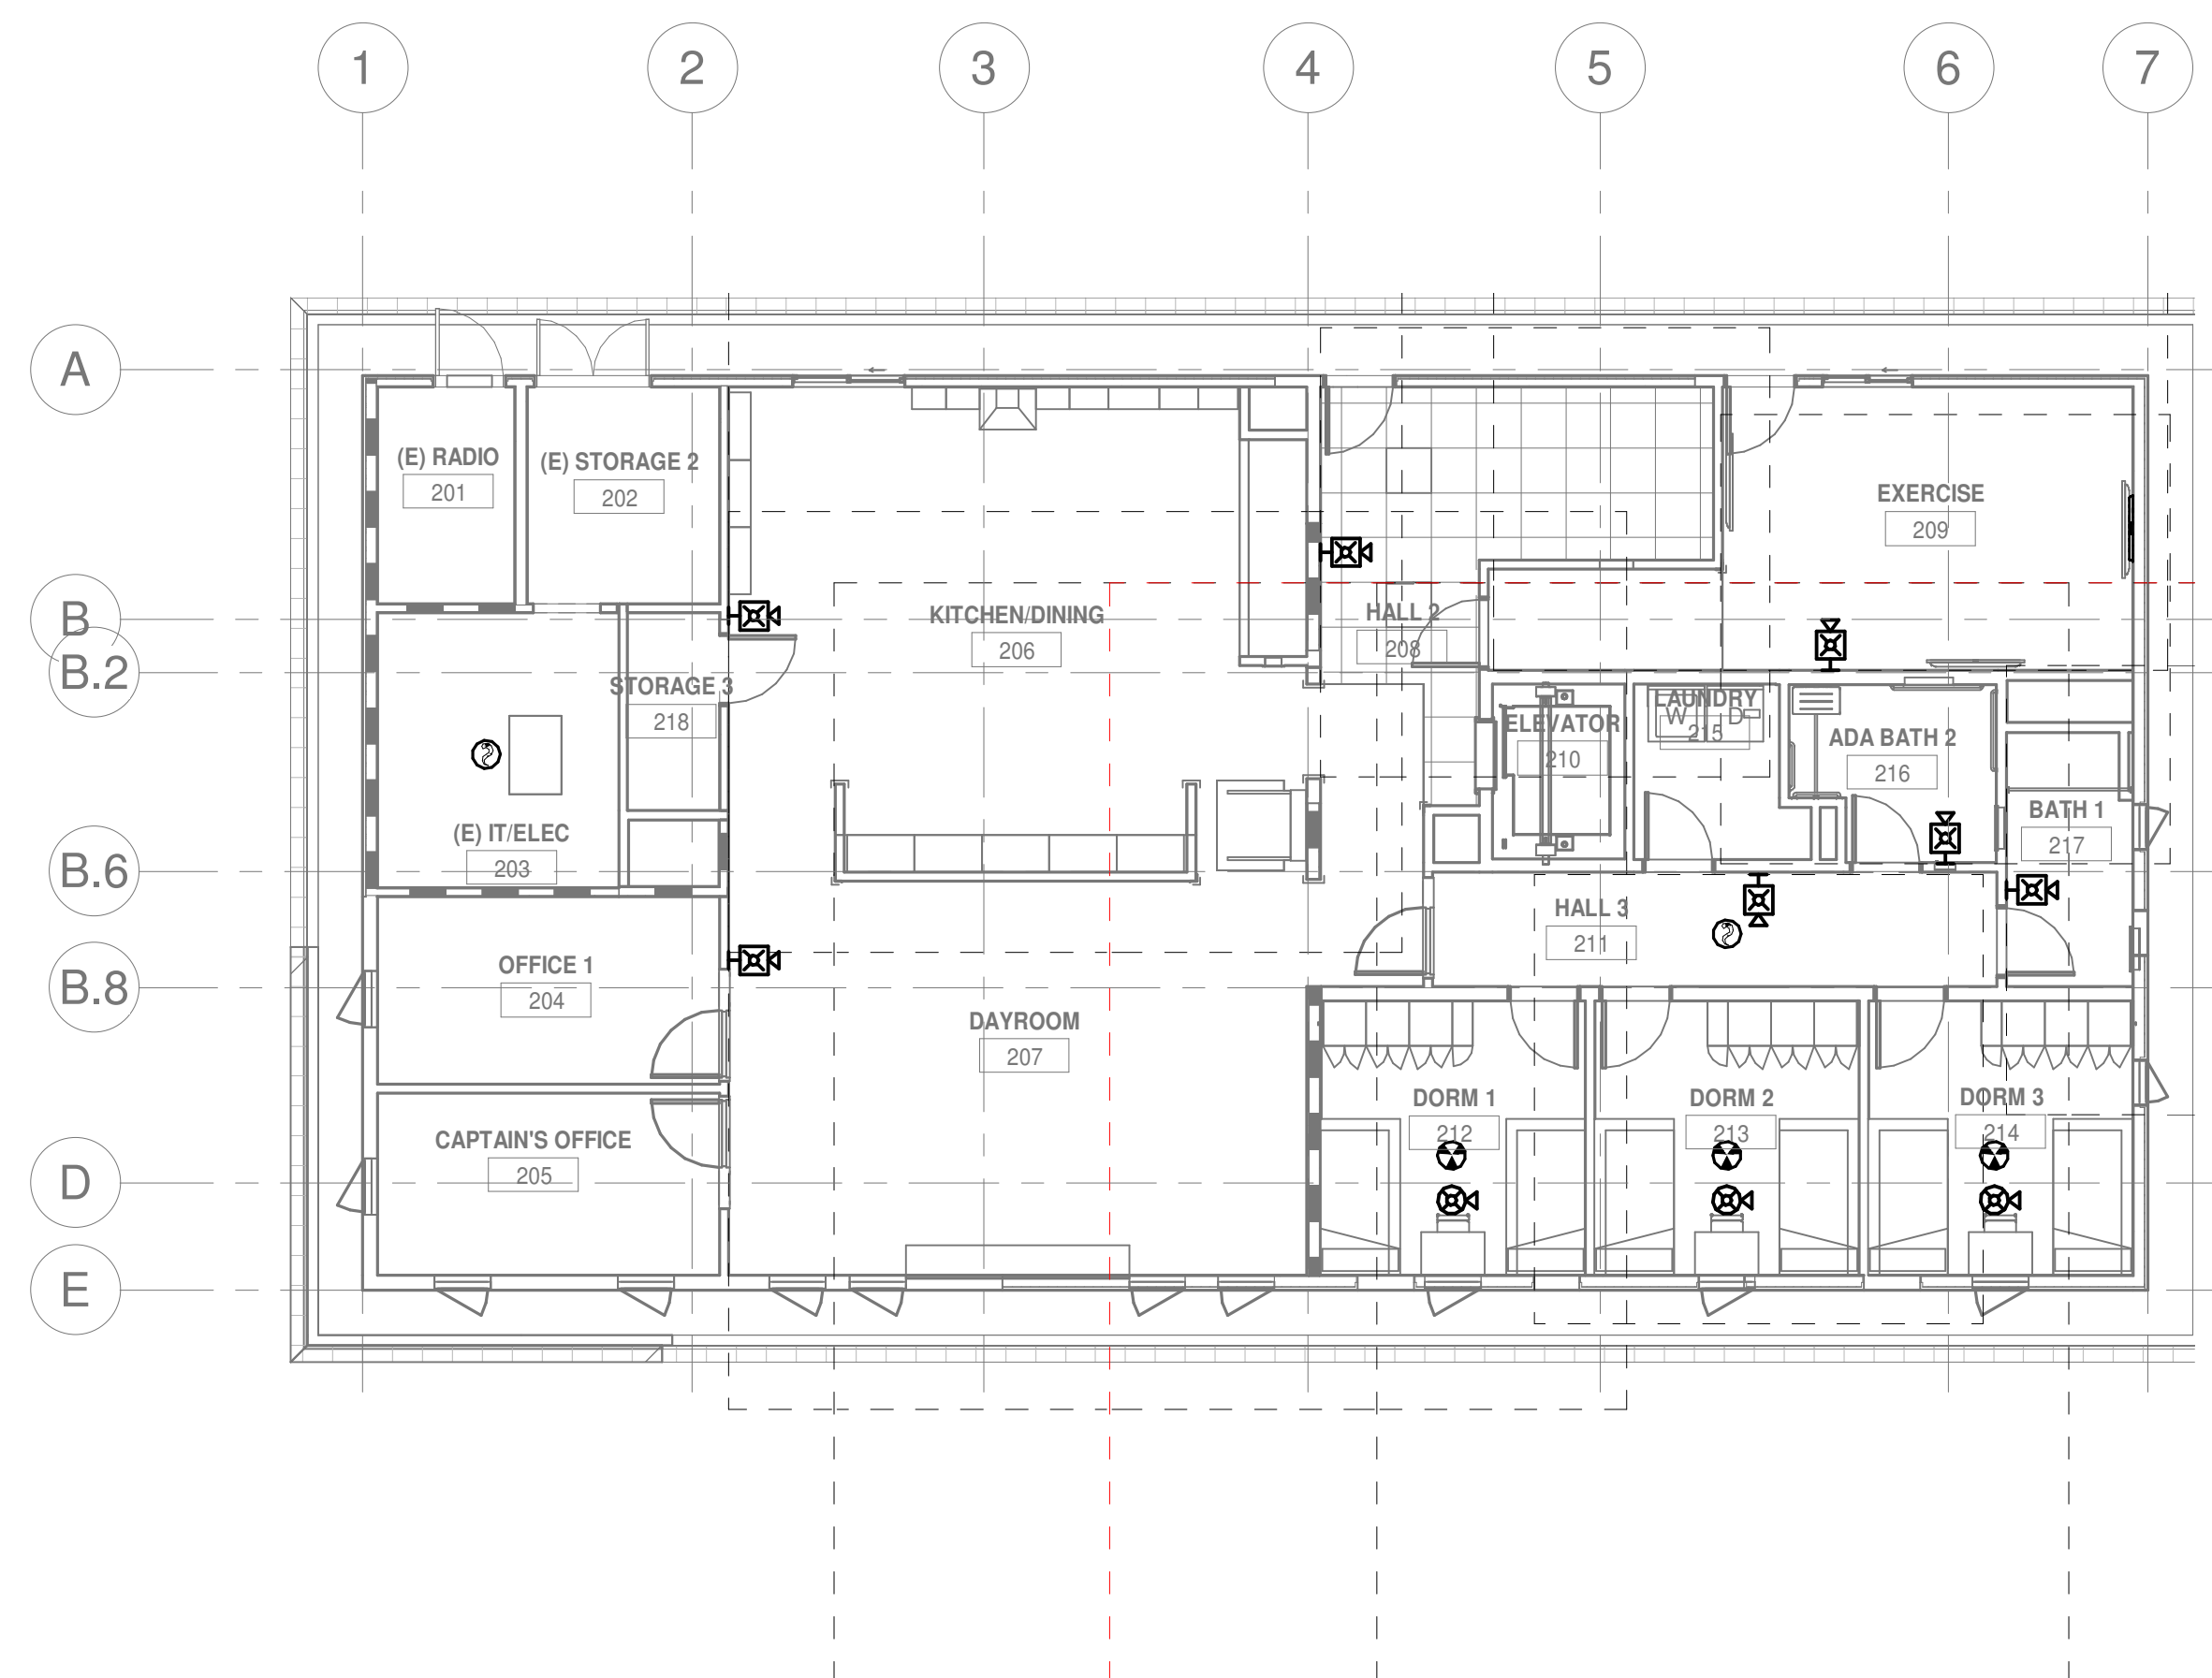 1
2
3
4
5
6
7
A
B
B.2
B.6
B.8
D
E
(E) RADIO
201
(E) STORAGE 2
202
EXERCISE
209
KITCHEN/DINING
206
HALL 2
208
STORAGE 3
218
ELEVATOR
210
LAUNDRY
W
D
215
ADA BATH 2
216
BATH 1
217
(E) IT/ELEC
203
HALL 3
211
OFFICE 1
204
DAYROOM
207
DORM 1
212
DORM 2
213
DORM 3
214
CAPTAIN'S OFFICE
205